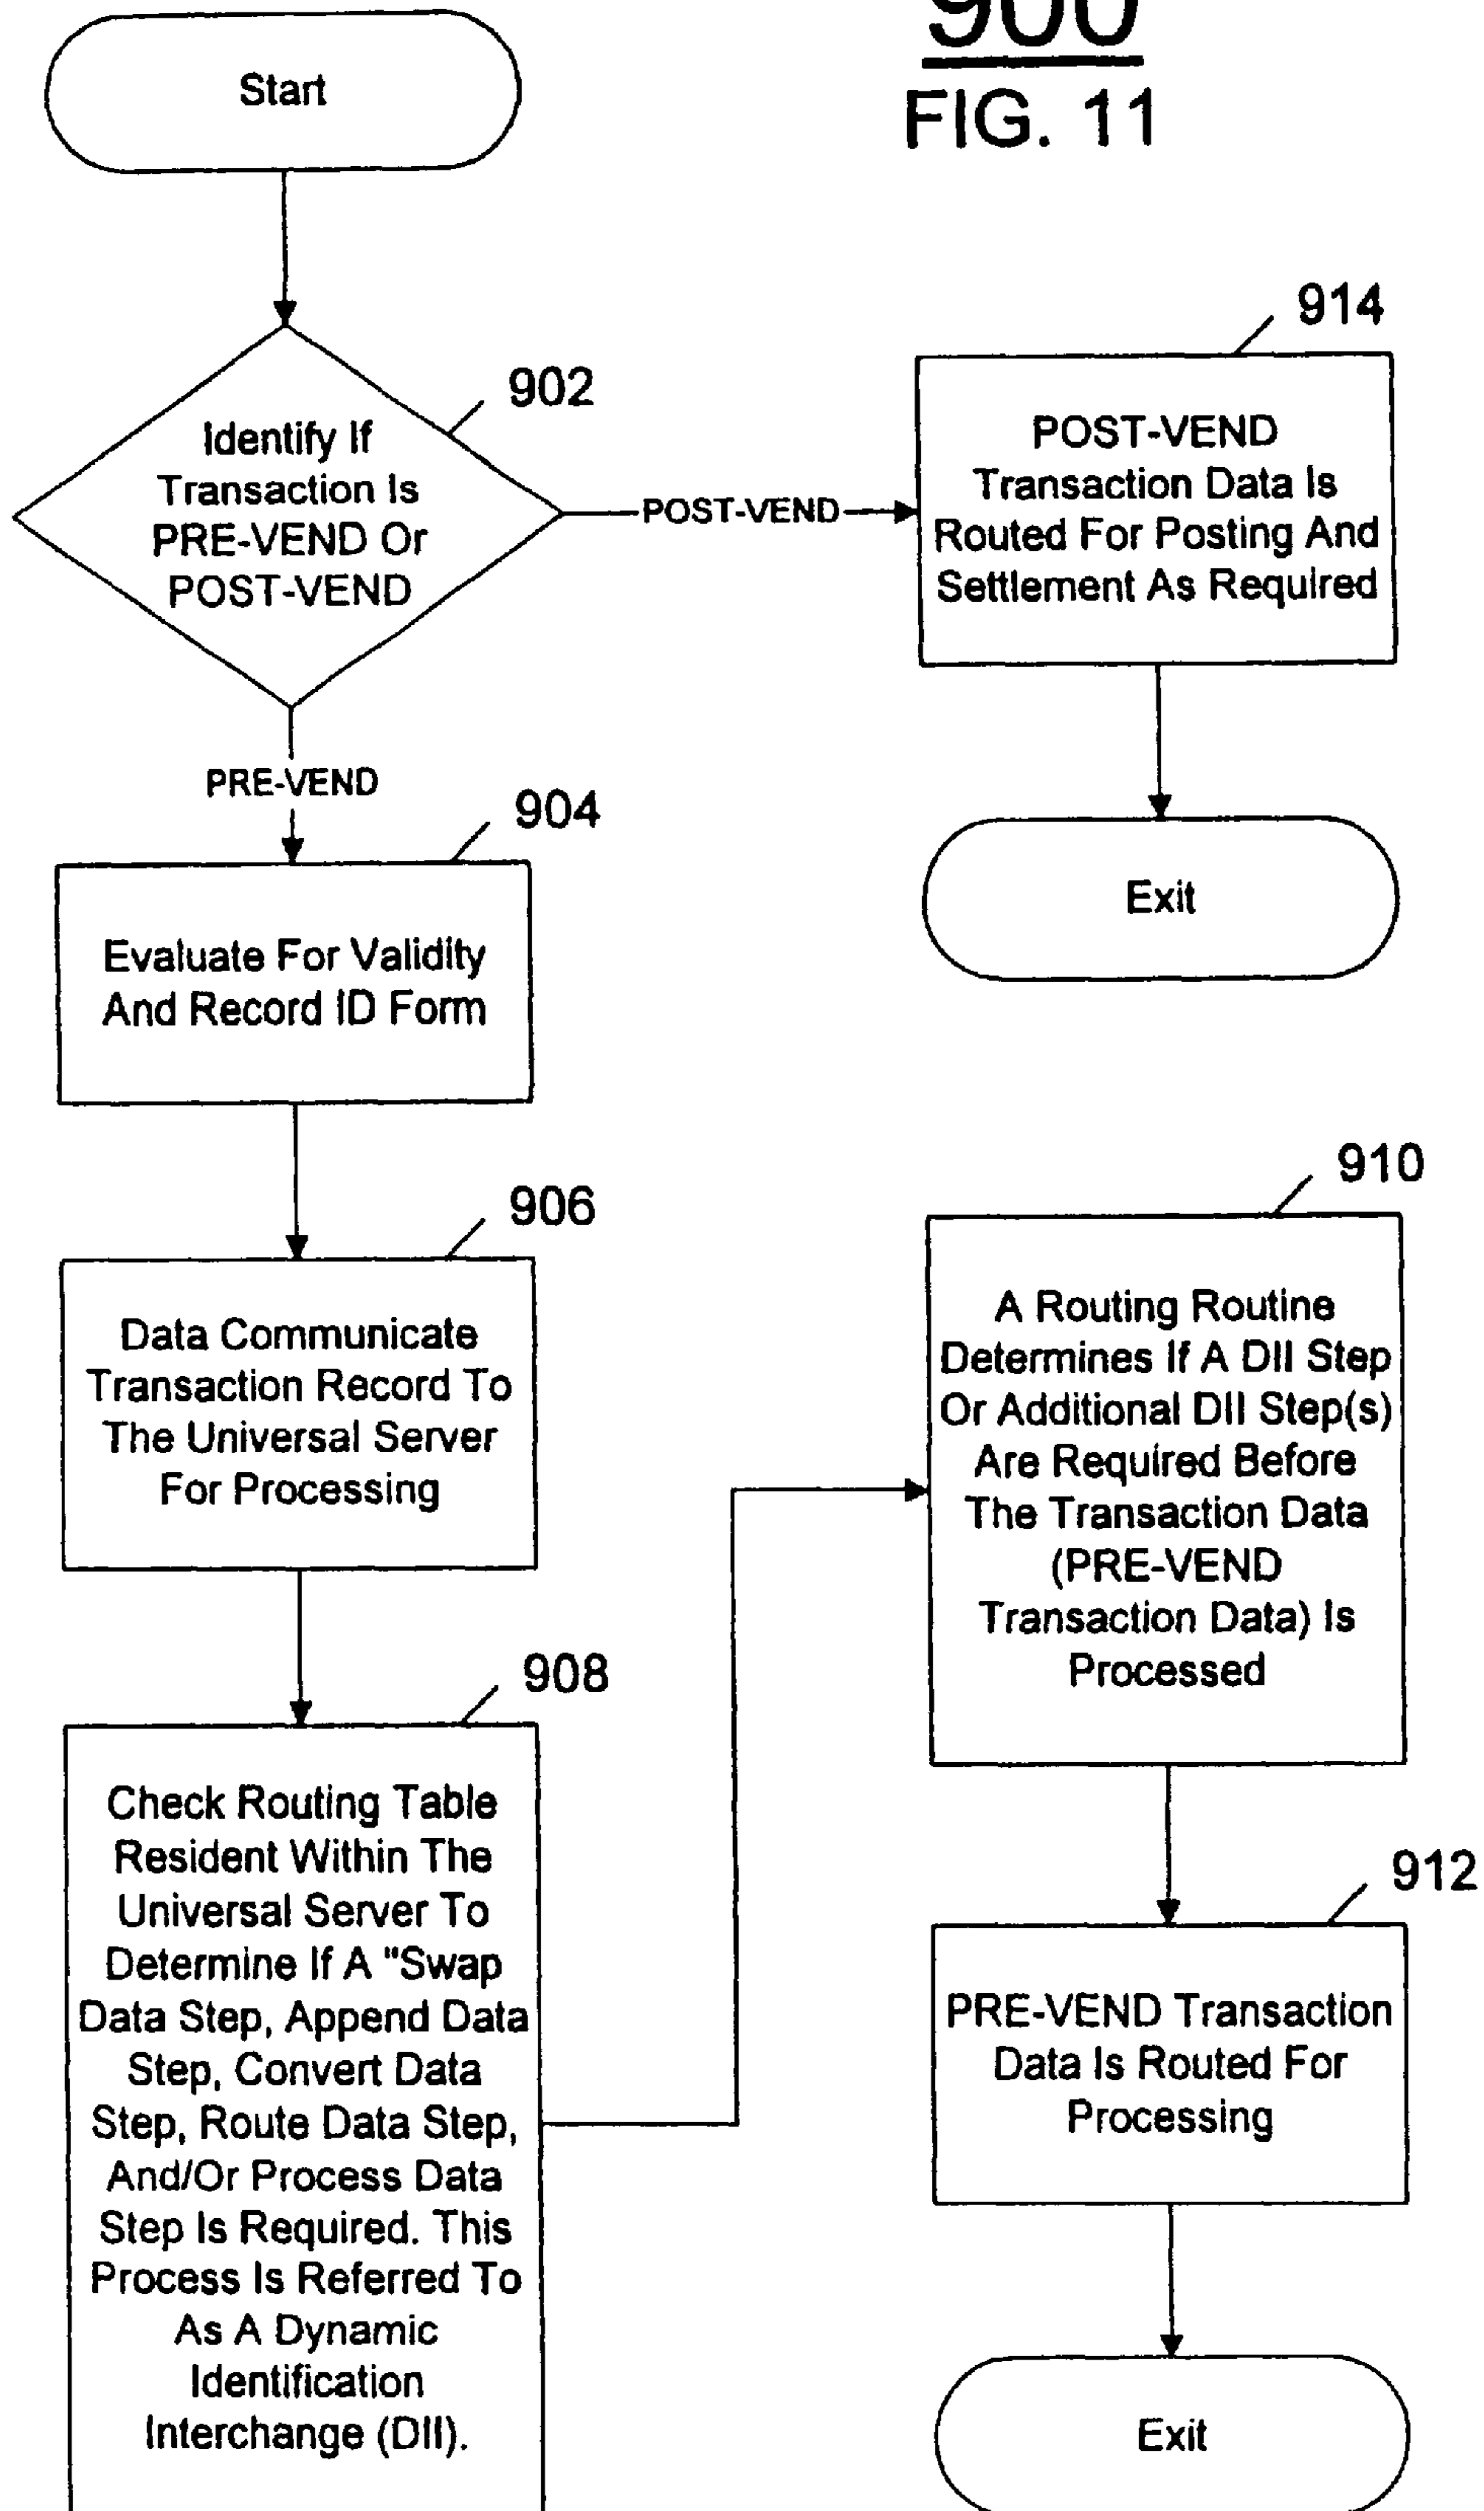 900
FIG. 11
Start
902
Identify If
Transaction Is
PRE-VEND Or
POST-VEND
POST-VEND
914
POST-VEND
Transaction Data Is
Routed For Posting And
Settlement As Required
Exit
PRE-VEND
904
Evaluate For Validity
And Record ID Form
906
Data Communicate
Transaction Record To
The Universal Server
For Processing
908
Check Routing Table
Resident Within The
Universal Server To
Determine If A "Swap
Data Step, Append Data
Step, Convert Data
Step, Route Data Step,
And/Or Process Data
Step Is Required. This
Process Is Referred To
As A Dynamic
Identification
Interchange (DII).
910
A Routing Routine
Determines If A DII Step
Or Additional DII Step(s)
Are Required Before
The Transaction Data
(PRE-VEND
Transaction Data) Is
Processed
912
PRE-VEND Transaction
Data Is Routed For
Processing
Exit